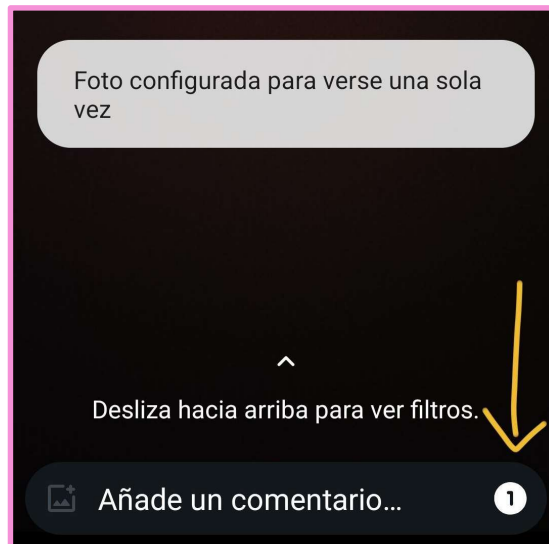 Foto configurada para verse una sola
vez
Desliza hacia arriba para ver filtros.
Añade un comentario...
1